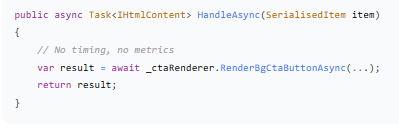 public async Task<IHtmlContent> HandleAsync(SerialisedItem item)
{
    // No timing, no metrics
    var result = await _ctaRenderer.RenderBgCtaButtonAsync(...);
    return result;
}